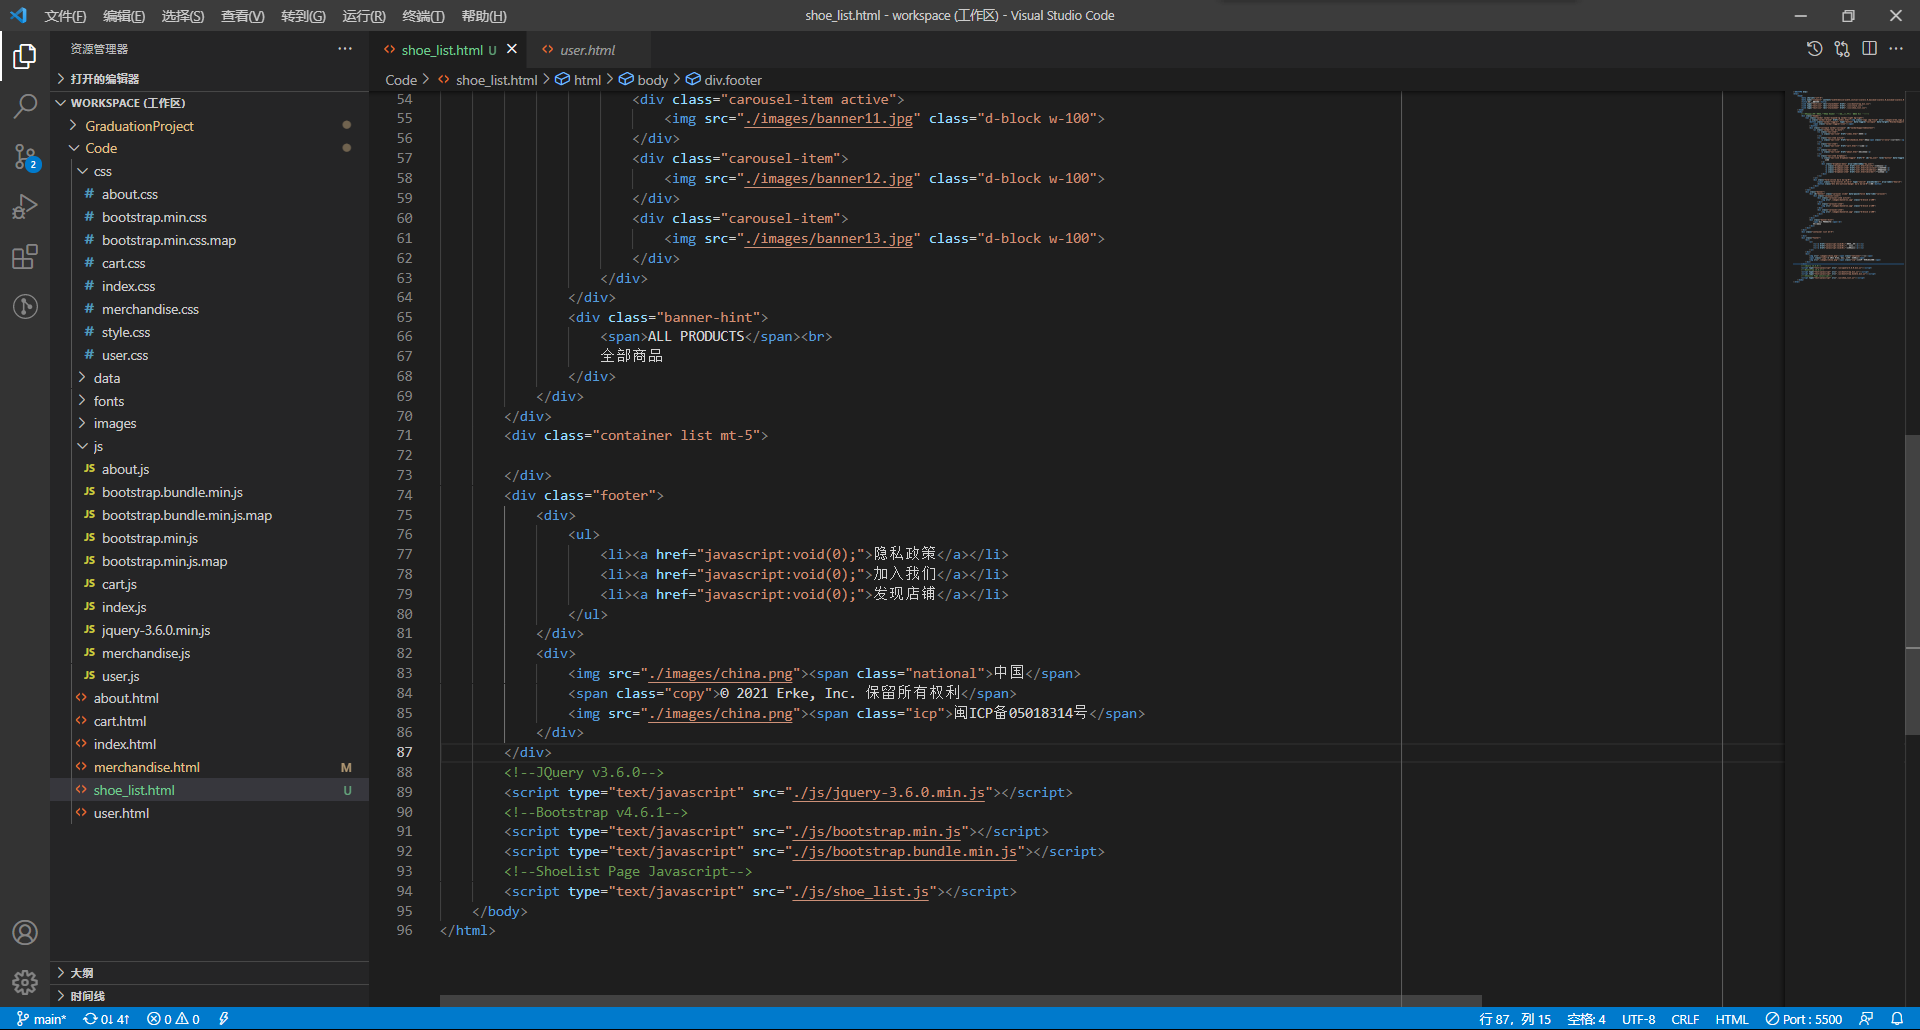 文件(F) 编辑(E) 选择(S) 查看(V) 转到(G) 运行(R) 终端(T) 帮助(H)
shoe_list.html - workspace (工作区) - Visual Studio Code
资源管理器
打开的编辑器
WORKSPACE (工作区)
GraduationProject
Code
css
# about.css
# bootstrap.min.css
# bootstrap.min.css.map
# cart.css
# index.css
# merchandise.css
# style.css
# user.css
data
fonts
images
js
JS about.js
JS bootstrap.bundle.min.js
JS bootstrap.bundle.min.js.map
JS bootstrap.min.js
JS bootstrap.min.js.map
JS cart.js
JS index.js
JS jquery-3.6.0.min.js
JS merchandise.js
JS user.js
<> about.html
<> cart.html
<> index.html
<> merchandise.html M
<> shoe_list.html U
<> user.html
大纲
时间线
2
<> shoe_list.html U
<> user.html
Code > <> shoe_list.html > html > body > div.footer
54 <div class="carousel-item active">
55 <img src="./images/banner11.jpg" class="d-block w-100">
56 </div>
57 <div class="carousel-item">
58 <img src="./images/banner12.jpg" class="d-block w-100">
59 </div>
60 <div class="carousel-item">
61 <img src="./images/banner13.jpg" class="d-block w-100">
62 </div>
63 </div>
64 </div>
65 <div class="banner-hint">
66 <span>ALL PRODUCTS</span><br>
67 全部商品
68 </div>
69 </div>
70 </div>
71 <div class="container list mt-5">
72
73 </div>
74 <div class="footer">
75 <div>
76 <ul>
77 <li><a href="javascript:void(0);">隐私政策</a></li>
78 <li><a href="javascript:void(0);">加入我们</a></li>
79 <li><a href="javascript:void(0);">发现店铺</a></li>
80 </ul>
81 </div>
82 <div>
83 <img src="./images/china.png"><span class="national">中国</span>
84 <span class="copy">© 2021 Erke, Inc. 保留所有权利</span>
85 <img src="./images/china.png"><span class="icp">闽ICP备05018314号</span>
86 </div>
87 </div>
88 <!--JQuery v3.6.0-->
89 <script type="text/javascript" src="./js/jquery-3.6.0.min.js"></script>
90 <!--Bootstrap v4.6.1-->
91 <script type="text/javascript" src="./js/bootstrap.min.js"></script>
92 <script type="text/javascript" src="./js/bootstrap.bundle.min.js"></script>
93 <!--ShoeList Page Javascript-->
94 <script type="text/javascript" src="./js/shoe_list.js"></script>
95 </body>
96 </html>
main* 0↓ 4↑ 0 0
行 87，列 15 空格: 4 UTF-8 CRLF HTML Port : 5500